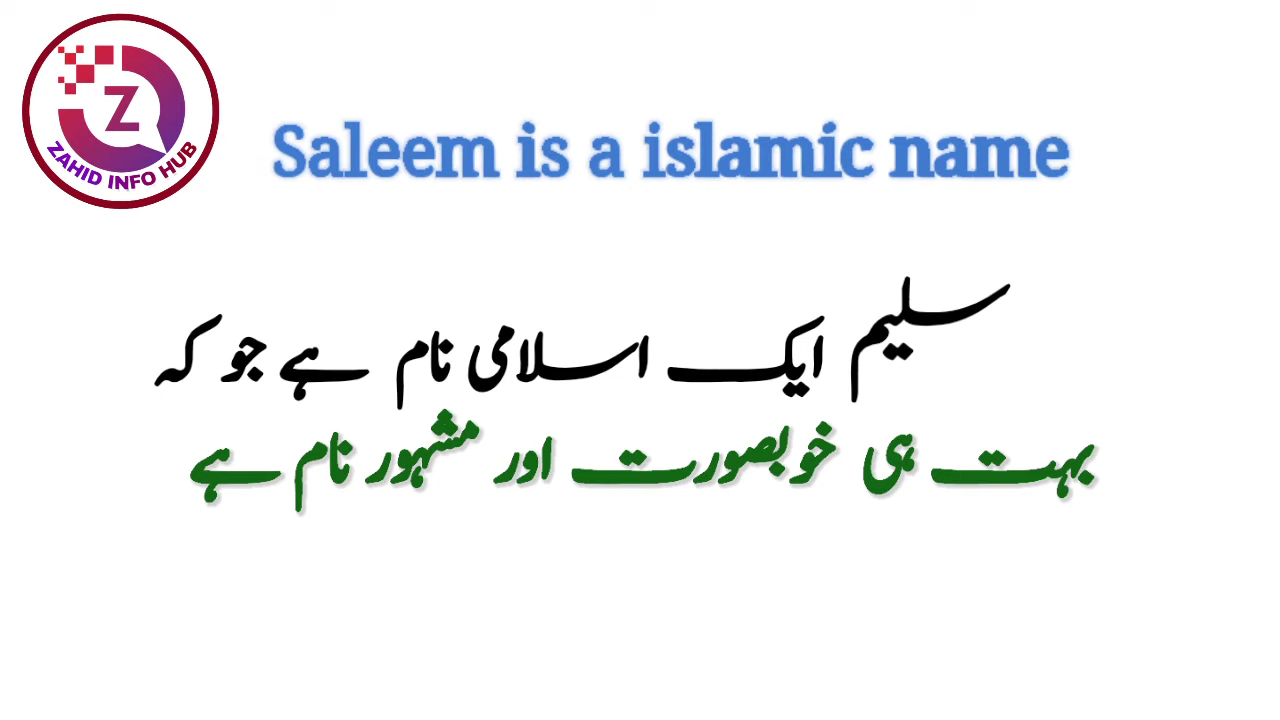 Z
ZAHID INFO HUB
Saleem is a islamic name
سلیم ایک اسلامی نام ہے جو کہ
بہت ہی خوبصورت اور مشہور نام ہے